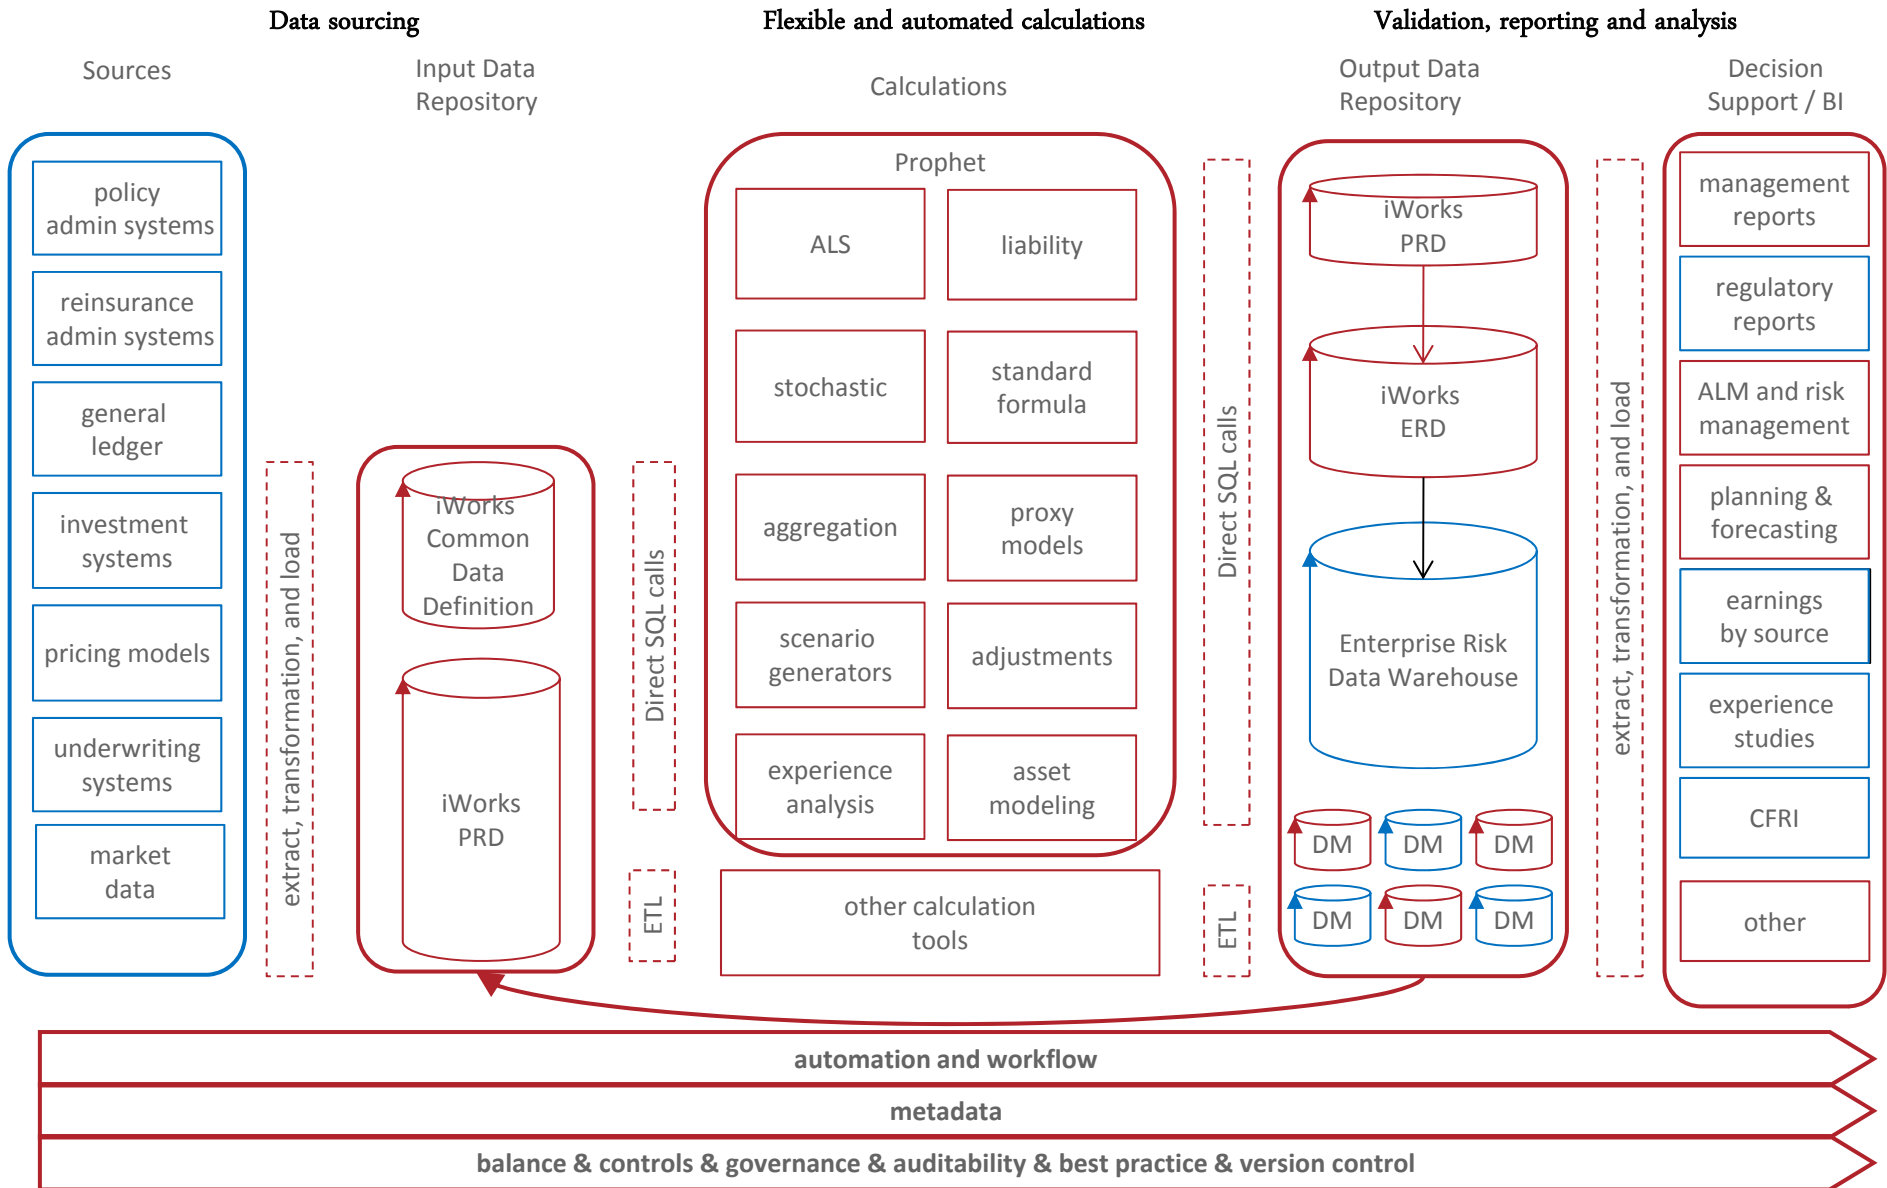 Data sourcing
Flexible and automated calculations
Validation, reporting and analysis
Sources
Input Data
Repository
Calculations
Output Data
Repository
Decision
Support / BI
policy
admin systems
reinsurance
admin systems
general
ledger
investment
systems
pricing models
underwriting
systems
market
data
extract, transformation, and load
iWorks
Common
Data
Definition
iWorks
PRD
Direct SQL calls
ETL
Prophet
ALS
liability
stochastic
standard
formula
aggregation
proxy
models
scenario
generators
adjustments
experience
analysis
asset
modeling
other calculation
tools
Direct SQL calls
ETL
iWorks
PRD
iWorks
ERD
Enterprise Risk
Data Warehouse
DM
DM
DM
DM
DM
DM
extract, transformation, and load
management
reports
regulatory
reports
ALM and risk
management
planning &
forecasting
earnings
by source
experience
studies
CFRI
other
automation and workflow
metadata
balance & controls & governance & auditability & best practice & version control